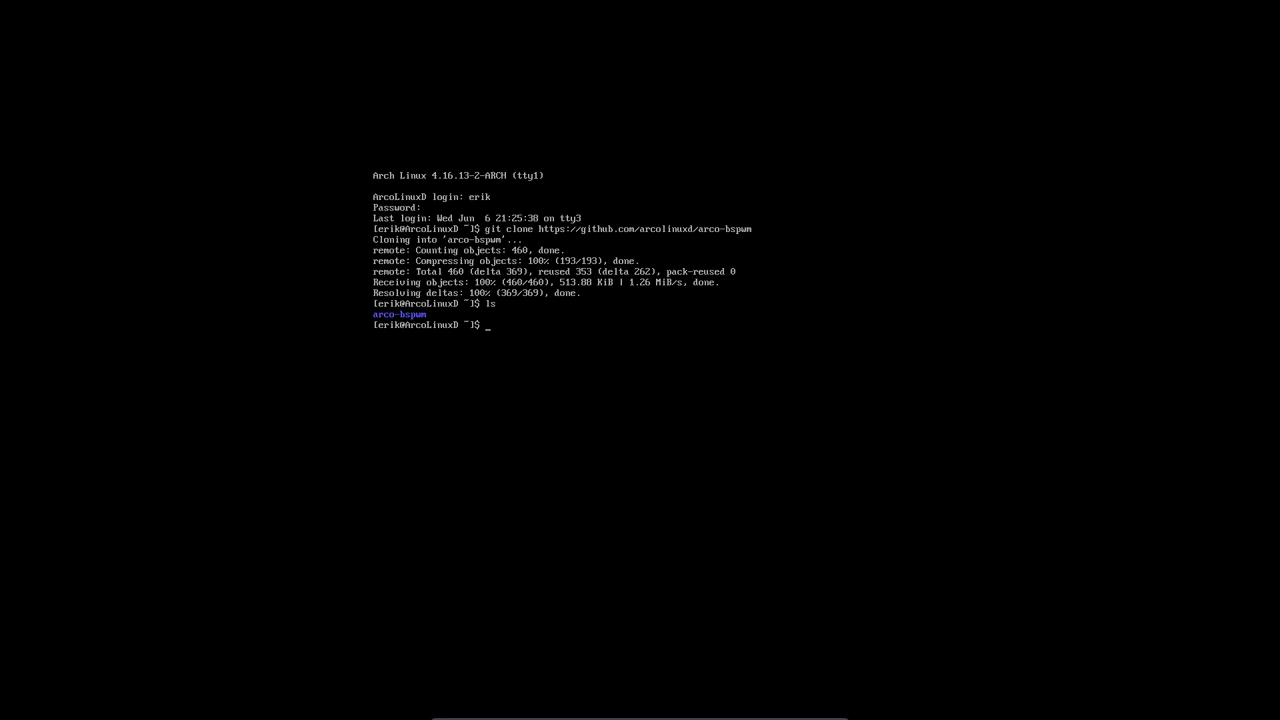 Arch Linux 4.16.13-2-ARCH (tty1)
ArcoLinuxD login: erik
Password:
Last login: Wed Jun  6 21:25:38 on tty3
[erik@ArcoLinuxD ~]$ git clone https://github.com/arcolinuxd/arco-bspwm
Cloning into 'arco-bspwm'...
remote: Counting objects: 460, done.
remote: Compressing objects: 100% (193/193), done.
remote: Total 460 (delta 369), reused 353 (delta 262), pack-reused 0
Receiving objects: 100% (460/460), 513.88 KiB | 1.26 MiB/s, done.
Resolving deltas: 100% (369/369), done.
[erik@ArcoLinuxD ~]$ ls
arco-bspwm
[erik@ArcoLinuxD ~]$ _